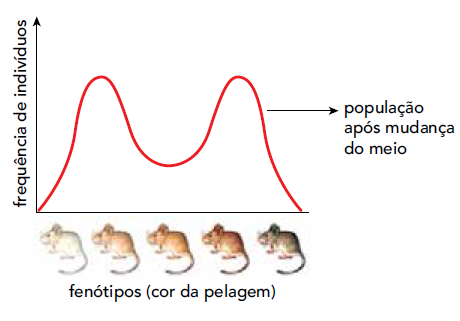 frequência de indivíduos
população
após mudança
do meio
fenótipos (cor da pelagem)